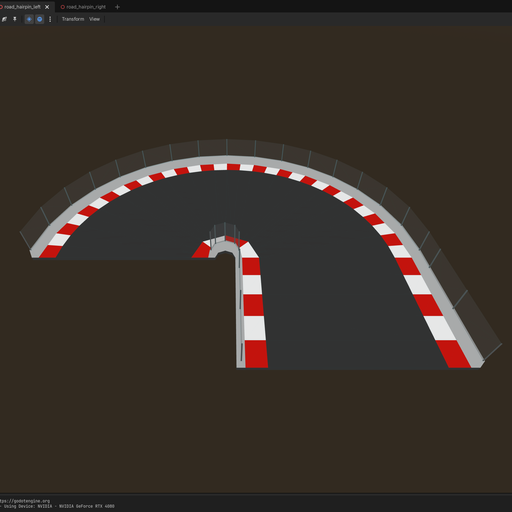 road_hairpin_left
road_hairpin_right
Transform View
https://godotengine.org
- Using Device: NVIDIA - NVIDIA GeForce RTX 4080